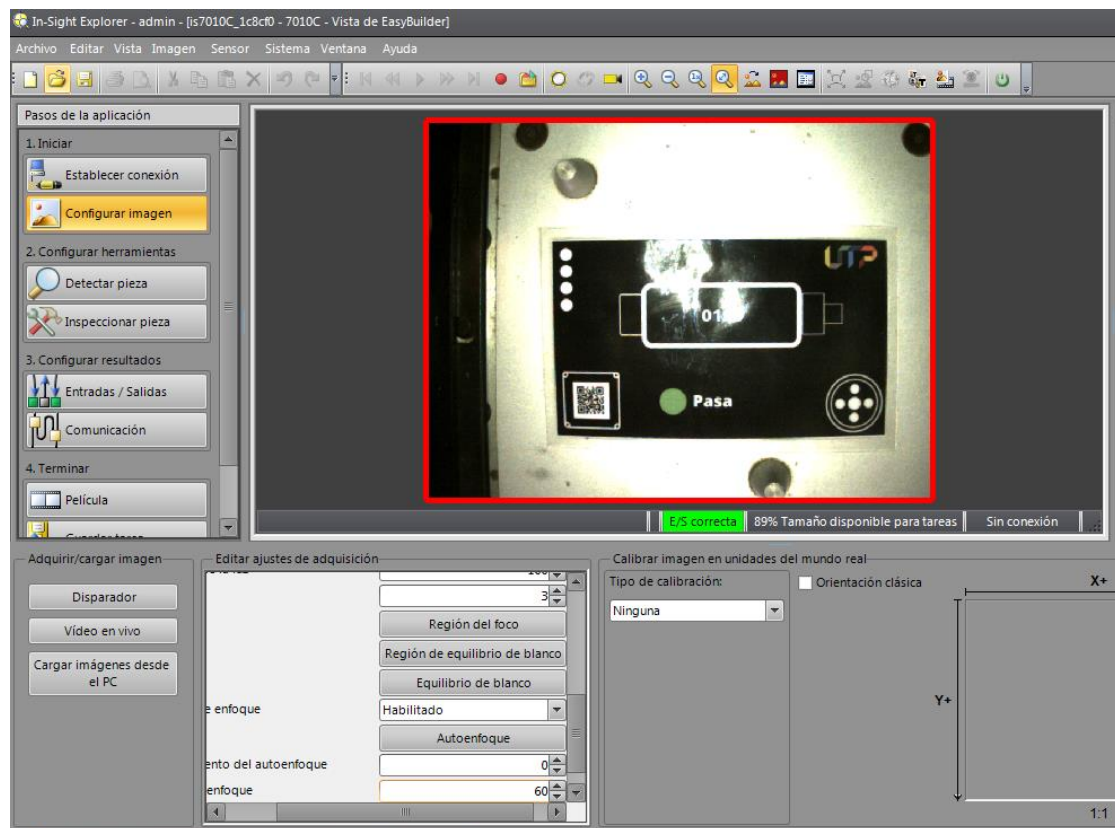 In-Sight Explorer - admin - [is7010C_1c8cf0 - 7010C - Vista de EasyBuilder]
Archivo Editar Vista Imagen Sensor Sistema Ventana Ayuda
Pasos de la aplicación
1. Iniciar
Establecer conexión
Configurar imagen
2. Configurar herramientas
Detectar pieza
Inspeccionar pieza
3. Configurar resultados
Entradas / Salidas
Comunicación
4. Terminar
Película
UTP
01
Pasa
E/S correcta 89% Tamaño disponible para tareas Sin conexión
Adquirir/cargar imagen
Disparador
Vídeo en vivo
Cargar imágenes desde
el PC
Editar ajustes de adquisición
3
Región del foco
Región de equilibrio de blanco
Equilibrio de blanco
e enfoque Habilitado
Autoenfoque
ento del autoenfoque 0
enfoque 60
Calibrar imagen en unidades del mundo real
Tipo de calibración: Orientación clásica
Ninguna
X+
Y+
1:1